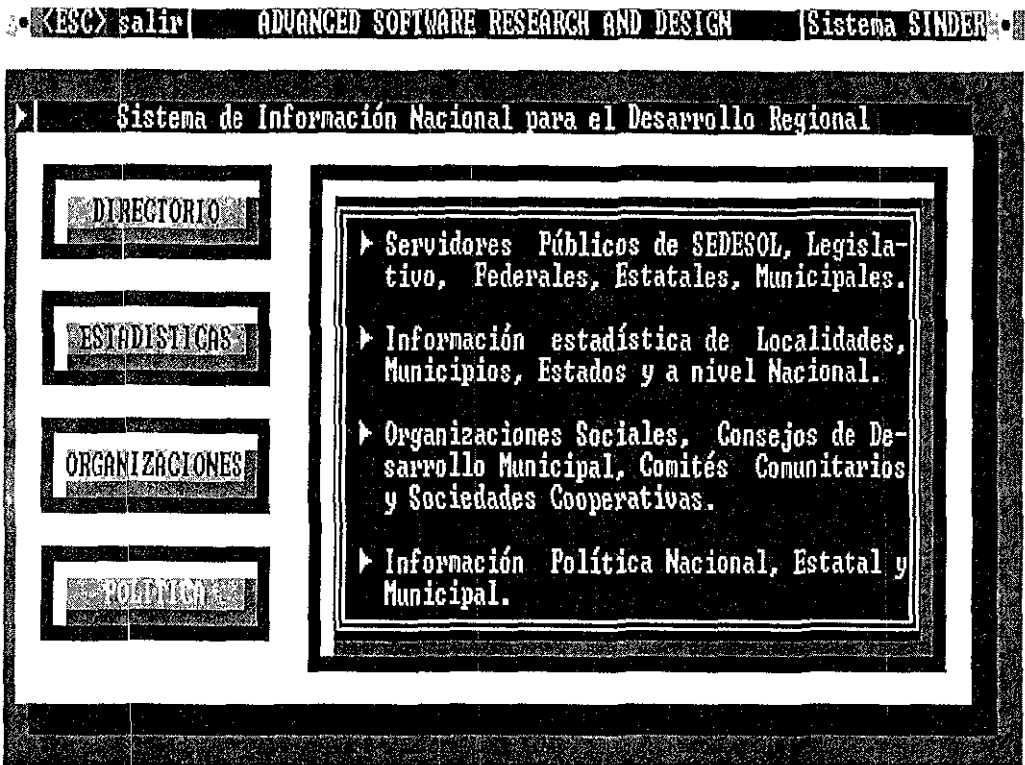 <ESC> salir| ADVANCED SOFTWARE RESEARCH AND DESIGN |Sistema SINDER
Sistema de Información Nacional para el Desarrollo Regional
DIRECTORIO
ESTADISTICAS
ORGANIZACIONES
POLITICA
Servidores Públicos de SEDESOL, Legisla-
tivo, Federales, Estatales, Municipales.
Información estadística de Localidades,
Municipios, Estados y a nivel Nacional.
Organizaciones Sociales, Consejos de De-
sarrollo Municipal, Comités Comunitarios
y Sociedades Cooperativas.
Información Política Nacional, Estatal y
Municipal.